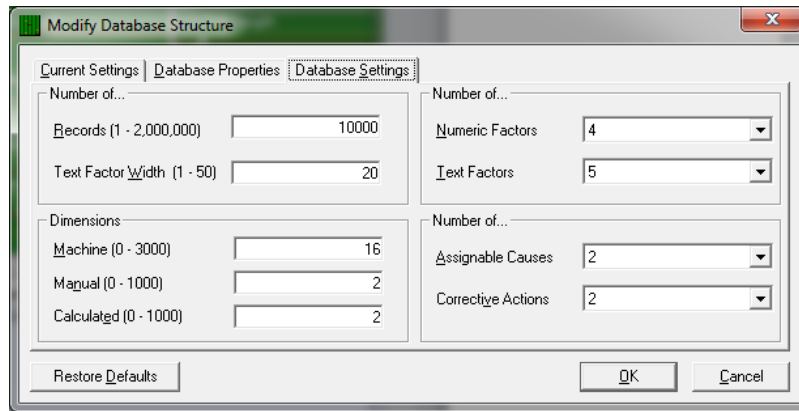 Modify Database Structure
Current Settings
Database Properties
Database Settings
Number of...
Records (1 - 2,000,000)
10000
Text Factor Width (1 - 50)
20
Number of...
Numeric Factors
4
Text Factors
5
Dimensions
Machine (0 - 3000)
16
Manual (0 - 1000)
2
Calculated (0 - 1000)
2
Number of...
Assignable Causes
2
Corrective Actions
2
Restore Defaults
OK
Cancel